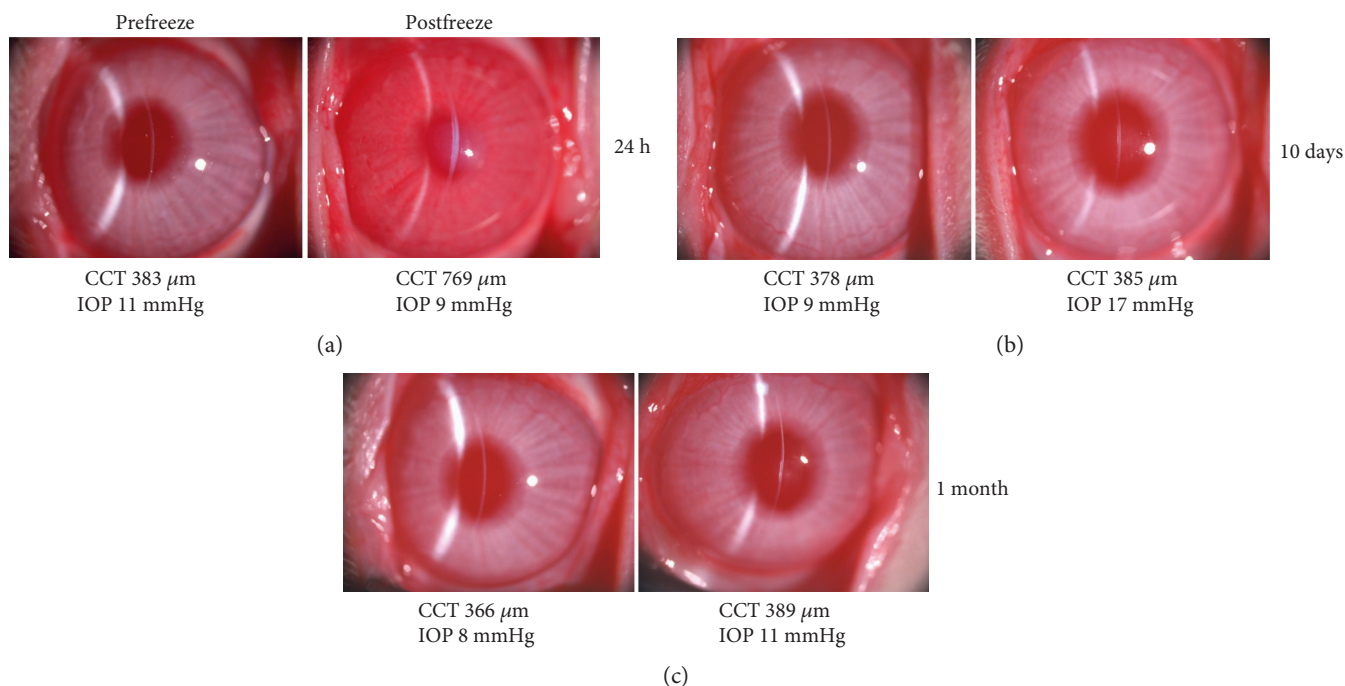 Prefreeze
Postfreeze
24 h
CCT 383 μm
IOP 11 mmHg
CCT 769 μm
IOP 9 mmHg
(a)
10 days
CCT 378 μm
IOP 9 mmHg
CCT 385 μm
IOP 17 mmHg
(b)
1 month
CCT 366 μm
IOP 8 mmHg
CCT 389 μm
IOP 11 mmHg
(c)